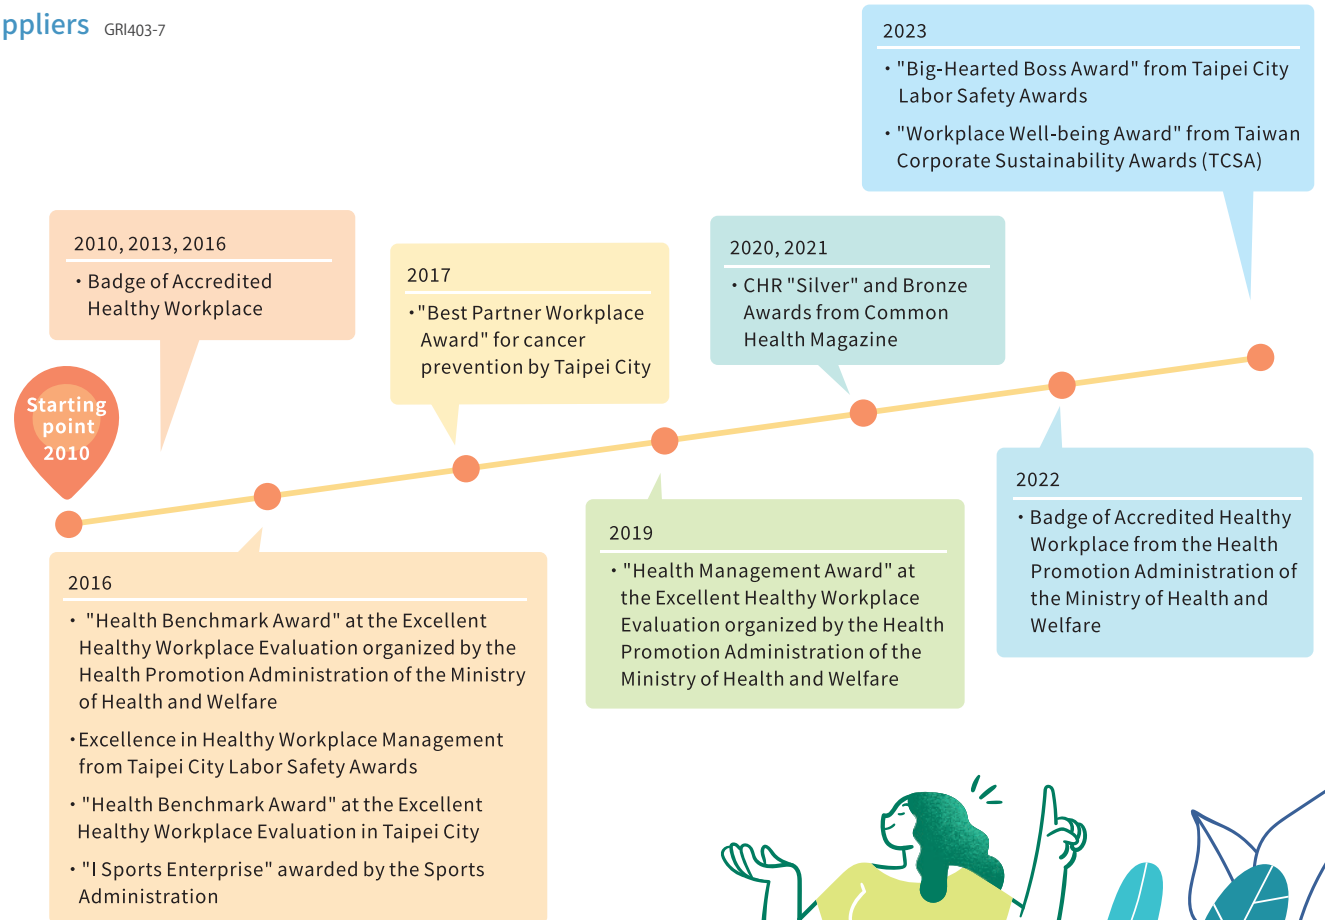 ppliers GRI403-7
2023
• "Big-Hearted Boss Award" from Taipei City
Labor Safety Awards
• "Workplace Well-being Award" from Taiwan
Corporate Sustainability Awards (TCSA)
2010, 2013, 2016
• Badge of Accredited
Healthy Workplace
2017
• "Best Partner Workplace
Award" for cancer
prevention by Taipei City
2020, 2021
• CHR "Silver" and Bronze
Awards from Common
Health Magazine
Starting
point
2010
2016
• "Health Benchmark Award" at the Excellent
Healthy Workplace Evaluation organized by the
Health Promotion Administration of the Ministry
of Health and Welfare
• Excellence in Healthy Workplace Management
from Taipei City Labor Safety Awards
• "Health Benchmark Award" at the Excellent
Healthy Workplace Evaluation in Taipei City
• "I Sports Enterprise" awarded by the Sports
Administration
2019
• "Health Management Award" at
the Excellent Healthy Workplace
Evaluation organized by the Health
Promotion Administration of the
Ministry of Health and Welfare
2022
• Badge of Accredited Healthy
Workplace from the Health
Promotion Administration of
the Ministry of Health and
Welfare